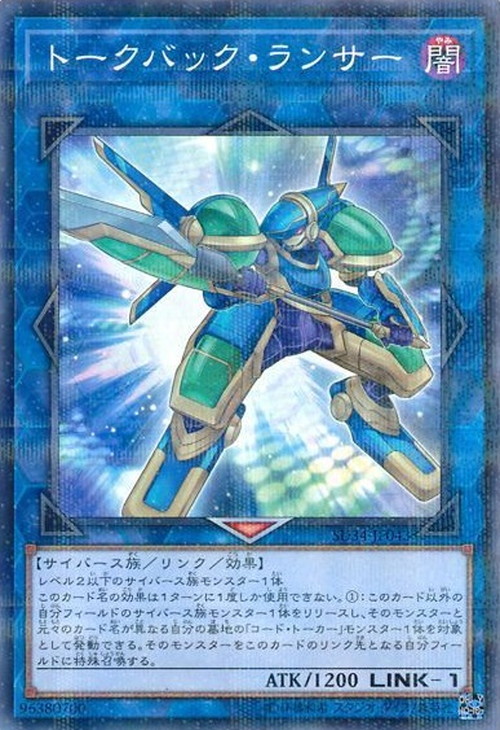 トークバック・ランサー
闇
【サイバース族/リンク/効果】
レベル2以下のサイバース族モンスター1体
このカード名の効果は1ターンに1度しか使用できない。①:このカード以外の
自分フィールドのサイバース族モンスター1体をリリースし、そのモンスターと
元々のカード名が異なる自分の墓地の「コード・トーカー」モンスター1体を対象
として発動できる。そのモンスターをこのカードのリンク先となる自分フィー
ルドに特殊召喚する。
ATK/1200 LINK-1
96380700